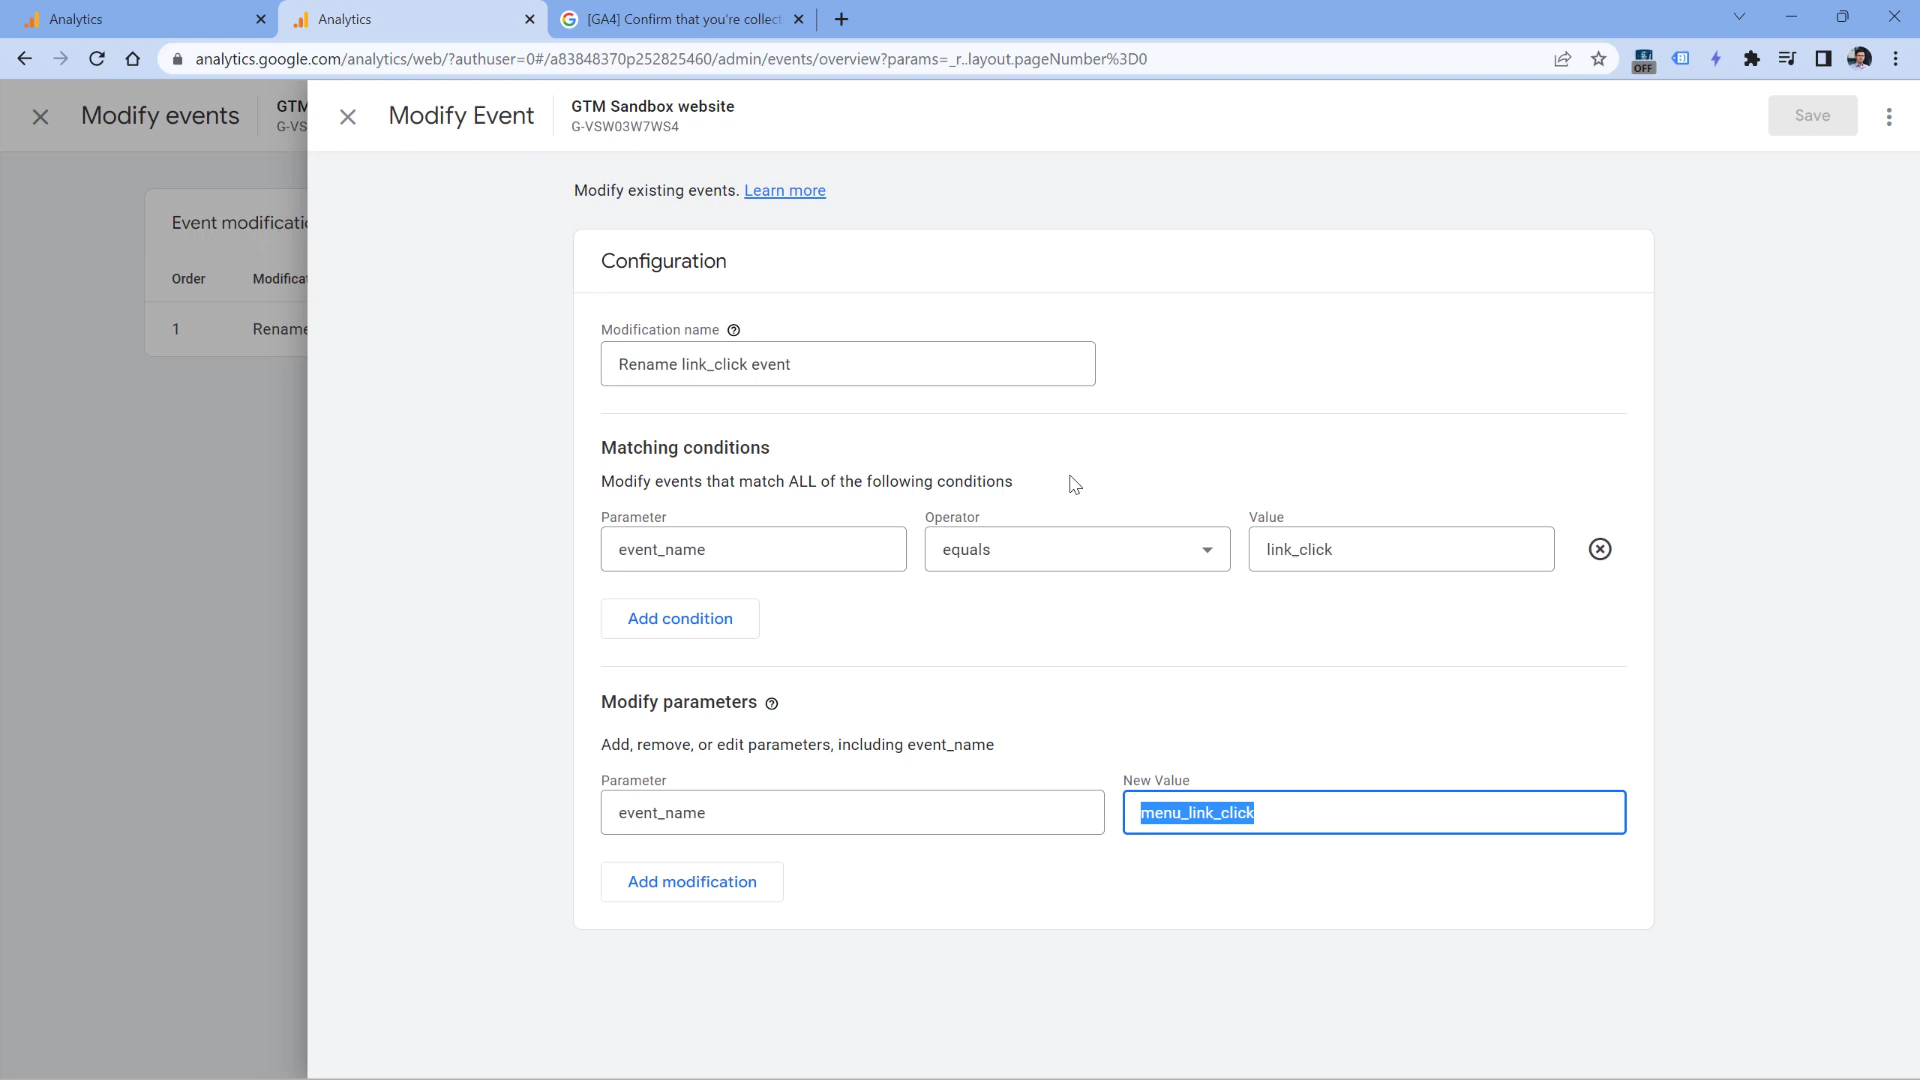 Analytics
Analytics
[GA4] Confirm that you're collect
analytics.google.com/analytics/web/?authuser=0#/a83848370p252825460/admin/events/overview?params=_r..layout.pageNumber%3D0
OFF
Modify events
GTM
G-VS
Modify Event
GTM Sandbox website
G-VSW03W7WS4
Save
Modify existing events. Learn more
Event modificati
Order
Modifica
1
Rename
Configuration
Modification name
Rename link_click event
Matching conditions
Modify events that match ALL of the following conditions
Parameter
Operator
Value
event_name
equals
link_click
Add condition
Modify parameters
Add, remove, or edit parameters, including event_name
Parameter
New Value
event_name
menu_link_click
Add modification